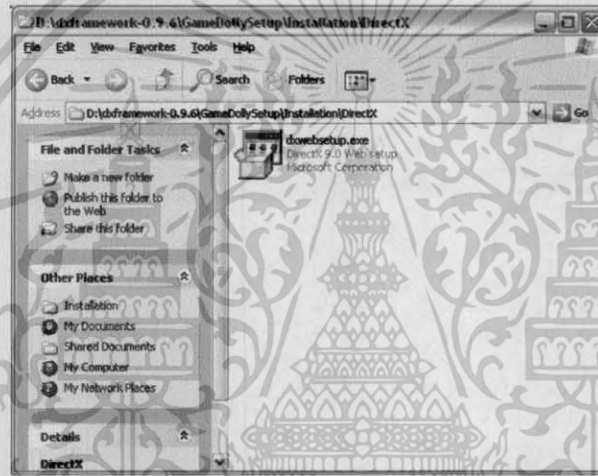 D:\dxframework-0.9.6\GameDollySetup\Installation\DirectX
File Edit View Favorites Tools Help
Back Search Folders
Address D:\dxframework-0.9.6\GameDollySetup\Installation\DirectX Go
File and Folder Tasks
Make a new folder
Publish this folder to
the Web
Share this folder
Other Places
Installation
My Documents
Shared Documents
My Computer
My Network Places
Details
DirectX
dxwebsetup.exe
DirectX 9.0 Web setup
Microsoft Corporation